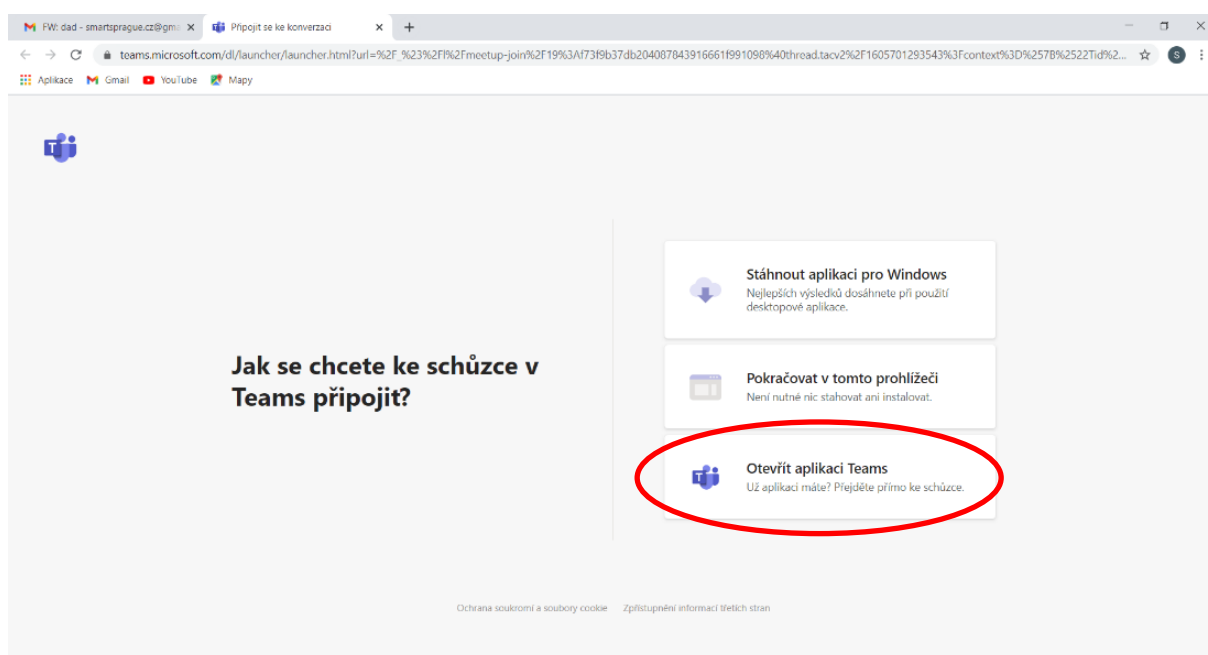 FW: dad - smartsprague.cz@gma
Připojit se ke konverzaci
teams.microsoft.com/dl/launcher/launcher.html?url=%2F_%23%2Fl%2Fmeetup-join%2F19%3Af73f9b37db204087843916661f991098%40thread.tacv2%2F1605701293543%3Fcontext%3D%257B%2522Tid%2...
S
Aplikace
Gmail
YouTube
Mapy
Stáhnout aplikaci pro Windows
Nejlepších výsledků dosáhnete při použití
desktopové aplikace.
Jak se chcete ke schůzce v
Teams připojit?
Pokračovat v tomto prohlížeči
Není nutné nic stahovat ani instalovat.
Otevřít aplikaci Teams
Už aplikaci máte? Přejděte přímo ke schůzce.
Ochrana soukromí a soubory cookie
Zpřístupnění informací třetích stran